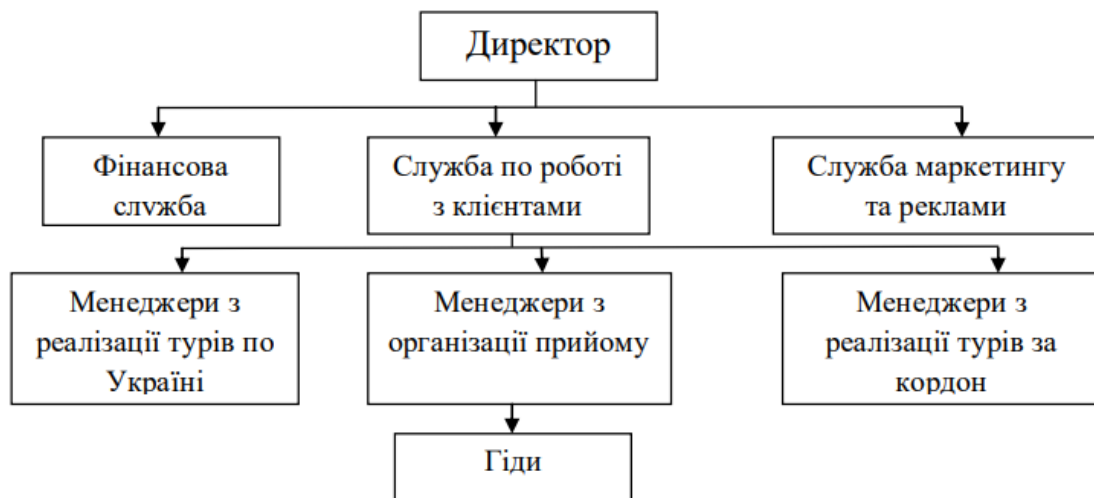 Директор
Фінансова
служба
Служба по роботі
з клієнтами
Служба маркетингу
та реклами
Менеджери з
реалізації турів по
Україні
Менеджери з
організації прийому
Менеджери з
реалізації турів за
кордон
Гіди